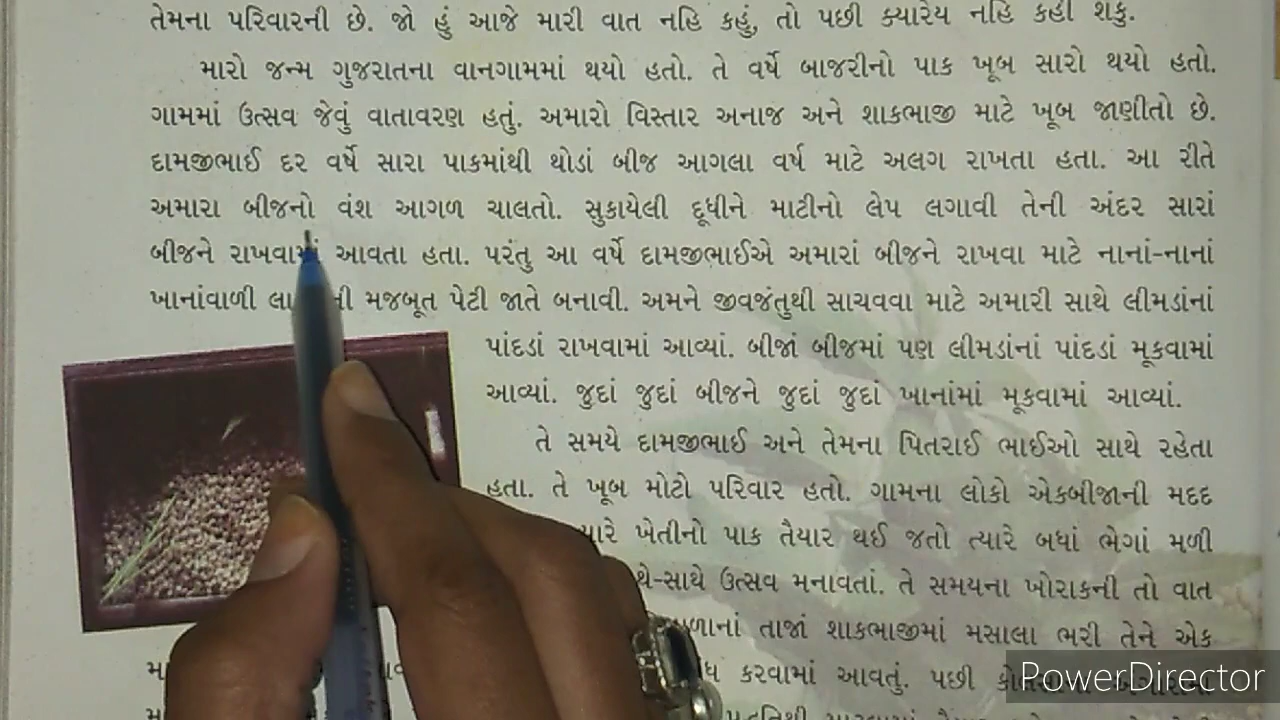 તેમના પરિવારની છે. જો હું આજે મારી વાત નહિ કહું, તો પછી ક્યારેય નહિ કહી શકું.
મારો જન્મ ગુજરાતના વાનગામમાં થયો હતો. તે વર્ષે બાજરીનો પાક ખૂબ સારો થયો હતો.
ગામમાં ઉત્સવ જેવું વાતાવરણ હતું. અમારો વિસ્તાર અનાજ અને શાકભાજી માટે ખૂબ જાણીતો છે.
દામજીભાઈ દર વર્ષે સારા પાકમાંથી થોડાં બીજ આગલા વર્ષ માટે અલગ રાખતા હતા. આ રીતે
અમારા બીજનો વંશ આગળ ચાલતો. સુકાયેલી દૂધીને માટીનો લેપ લગાવી તેની અંદર સારાં
બીજને રાખવામાં આવતા હતા. પરંતુ આ વર્ષે દામજીભાઈએ અમારાં બીજને રાખવા માટે નાનાં-નાનાં
ખાનાંવાળી મજબૂત પેટી જાતે બનાવી. અમને જીવજંતુથી સાચવવા માટે અમારી સાથે લીમડાંનાં
પાંદડાં રાખવામાં આવ્યાં. બીજાં બીજમાં પણ લીમડાંનાં પાંદડાં મૂકવામાં
આવ્યાં. જુદાં જુદાં બીજને જુદાં જુદાં ખાનાંમાં મૂકવામાં આવ્યાં.
તે સમયે દામજીભાઈ અને તેમના પિતરાઈ ભાઈઓ સાથે રહેતા
હતા. તે ખૂબ મોટો પરિવાર હતો. ગામના લોકો એકબીજાની મદદ
ખેતીનો પાક તૈયાર થઈ જતો ત્યારે બધાં ભેગાં મળી
ઉત્સવ મનાવતાં. તે સમયના ખોરાકની તો વાત
તાજાં શાકભાજીમાં મસાલા ભરી તેને એક
કરવામાં આવતું. પછી
PowerDirector